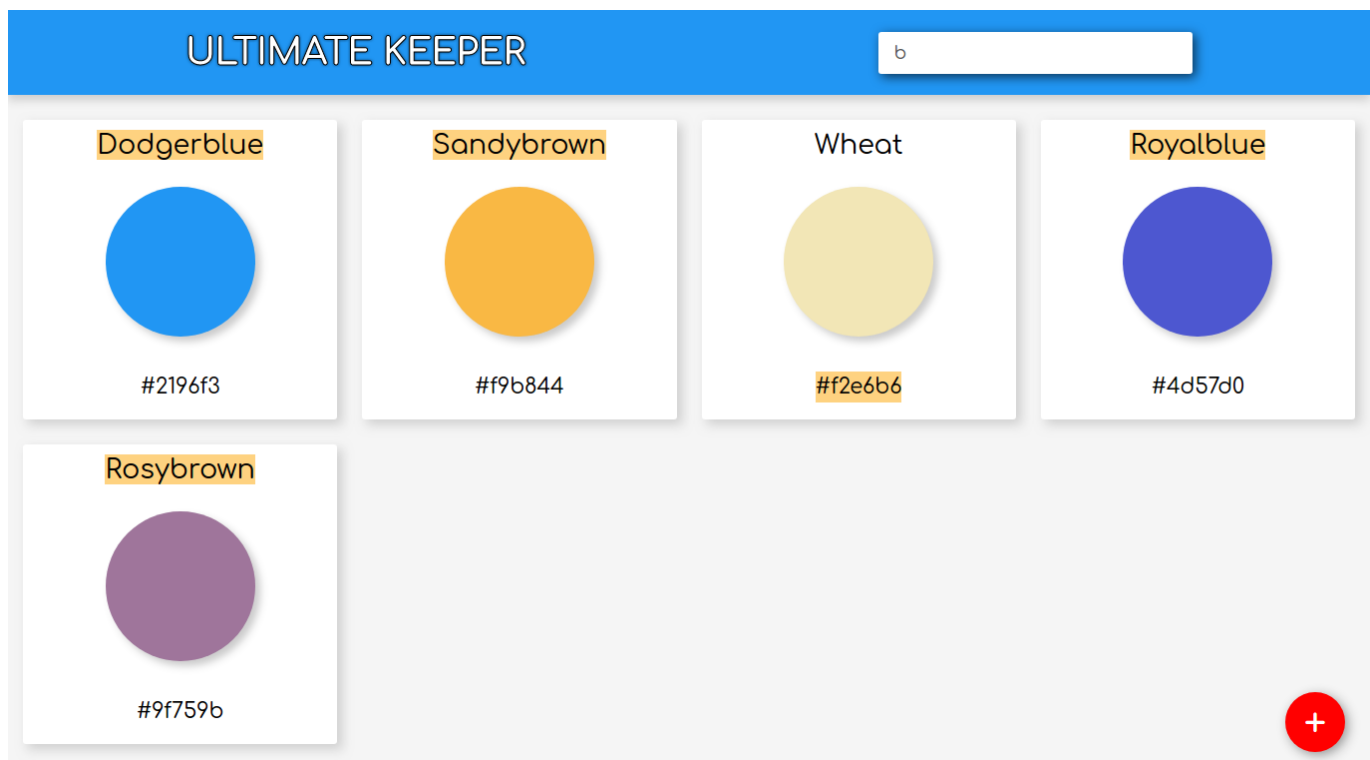 ULTIMATE KEEPER
b
Dodgerblue
#2196f3
Sandybrown
#f9b844
Wheat
#f2e6b6
Royalblue
#4d57d0
Rosybrown
#9f759b
+